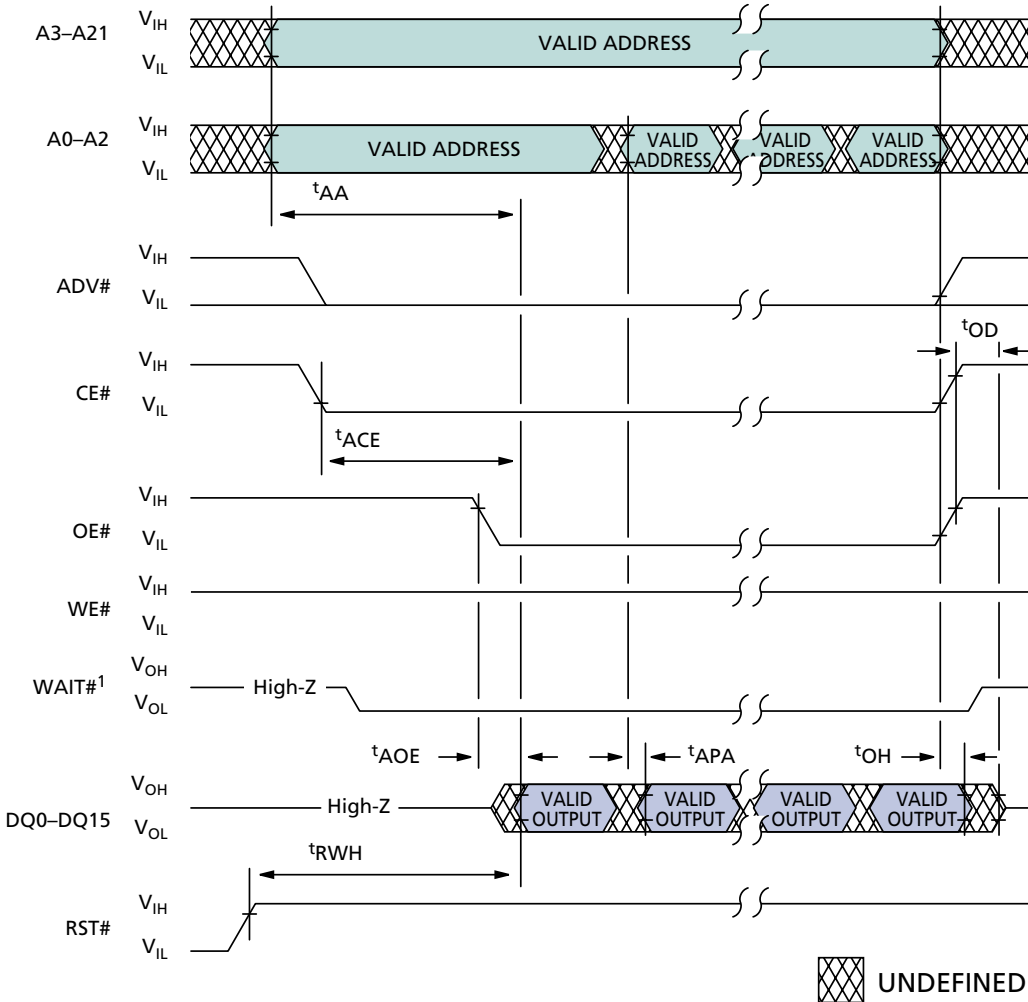 A3–A21
VIH
VIL
VALID ADDRESS
A0–A2
VIH
VIL
VALID ADDRESS
VALID
ADDRESS
VALID
ADDRESS
VALID
ADDRESS
tAA
ADV#
VIH
VIL
tOD
CE#
VIH
VIL
tACE
OE#
VIH
VIL
WE#
VIH
VIL
WAIT#1
VOH
VOL
High-Z
tAOE
tAPA
tOH
DQ0–DQ15
VOH
VOL
High-Z
VALID
OUTPUT
VALID
OUTPUT
VALID
OUTPUT
VALID
OUTPUT
tRWH
RST#
VIH
VIL
UNDEFINED